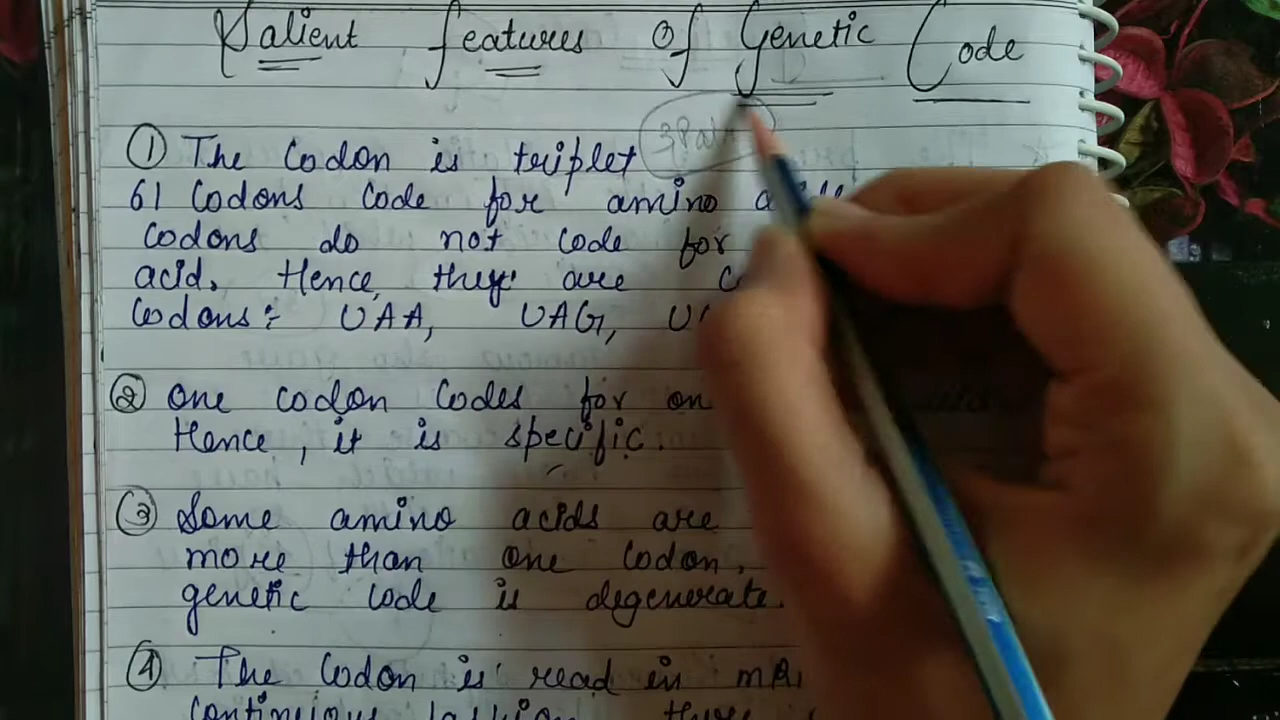 Salient features Of Genetic Code
① The Codon is triplet
61 Codons Code for amino
codons do not code for
acid. Hence, they are
Codons: UAA, UAG,
② One codon Codes for
Hence, it is specific.
③ Some amino acids are
more than one Codon.
genetic code is degenerate.
④ The Codon is read in